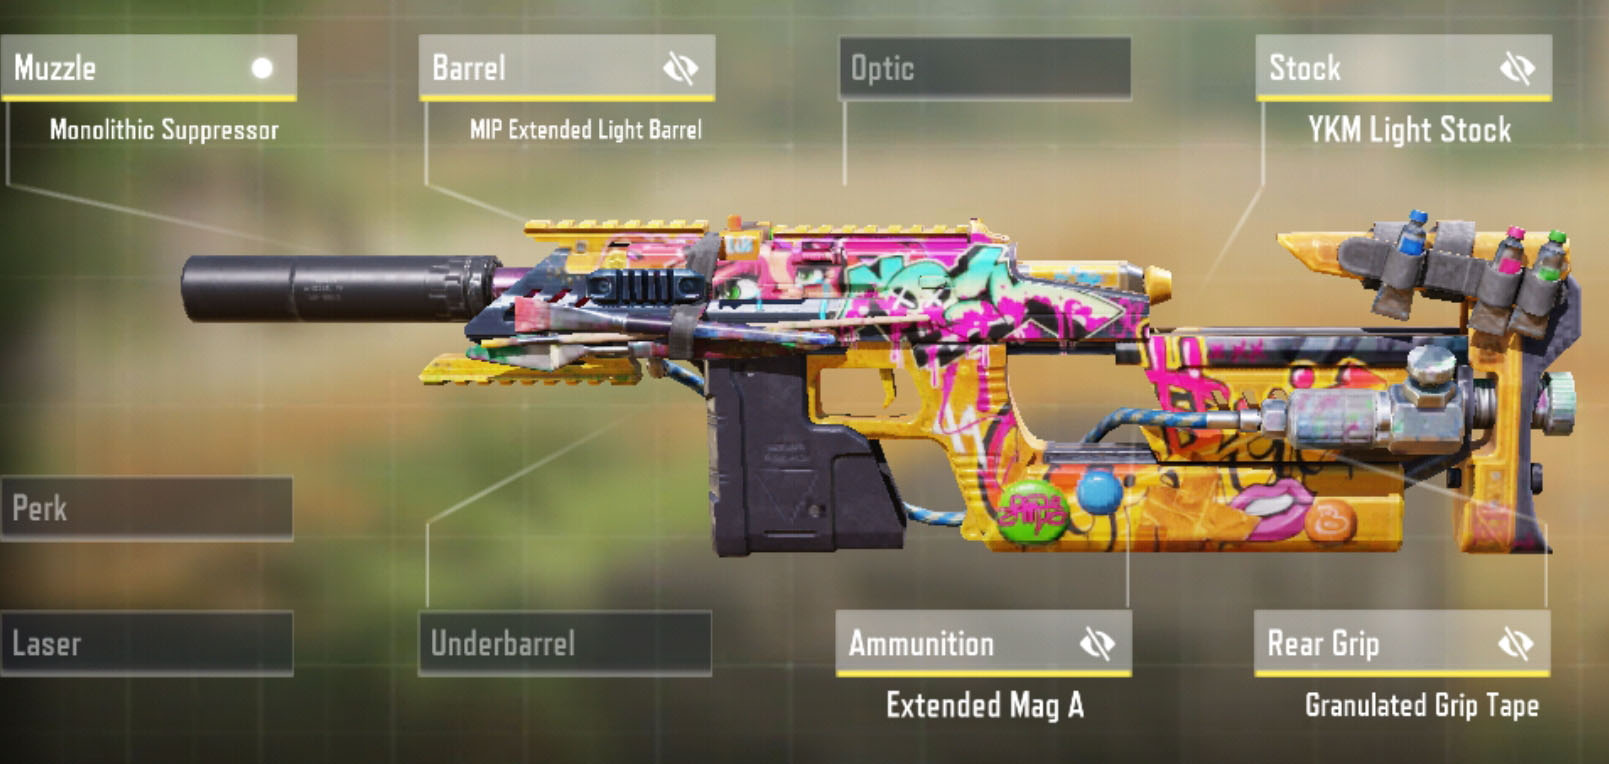 Muzzle
Monolithic Suppressor
Barrel
MIP Extended Light Barrel
Optic
Stock
YKM Light Stock
Perk
Laser
Underbarrel
Ammunition
Extended Mag A
Rear Grip
Granulated Grip Tape